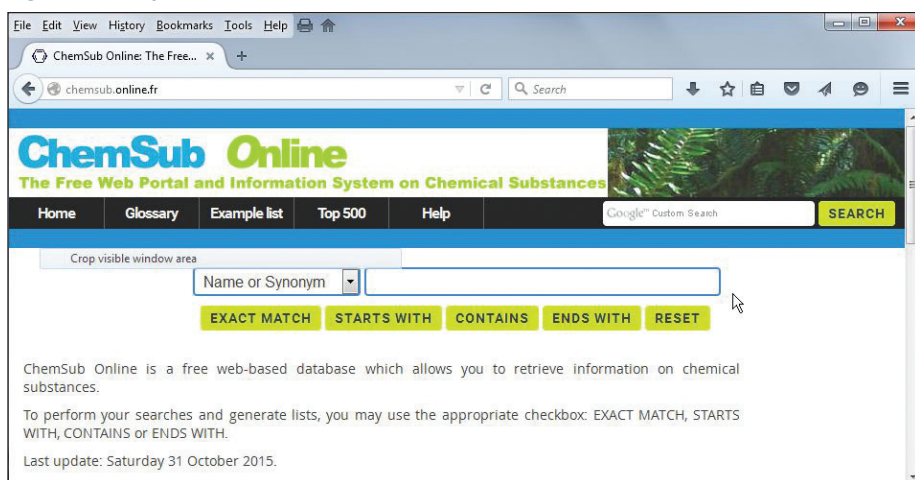 File Edit View History Bookmarks Tools Help
ChemSub Online: The Free... × +
chemsub.online.fr Search
ChemSub Online
The Free Web Portal and Information System on Chemical Substances
Home Glossary Example list Top 500 Help Google™ Custom Search SEARCH
Crop visible window area
Name or Synonym
EXACT MATCH STARTS WITH CONTAINS ENDS WITH RESET
ChemSub Online is a free web-based database which allows you to retrieve information on chemical
substances.
To perform your searches and generate lists, you may use the appropriate checkbox: EXACT MATCH, STARTS
WITH, CONTAINS or ENDS WITH.
Last update: Saturday 31 October 2015.